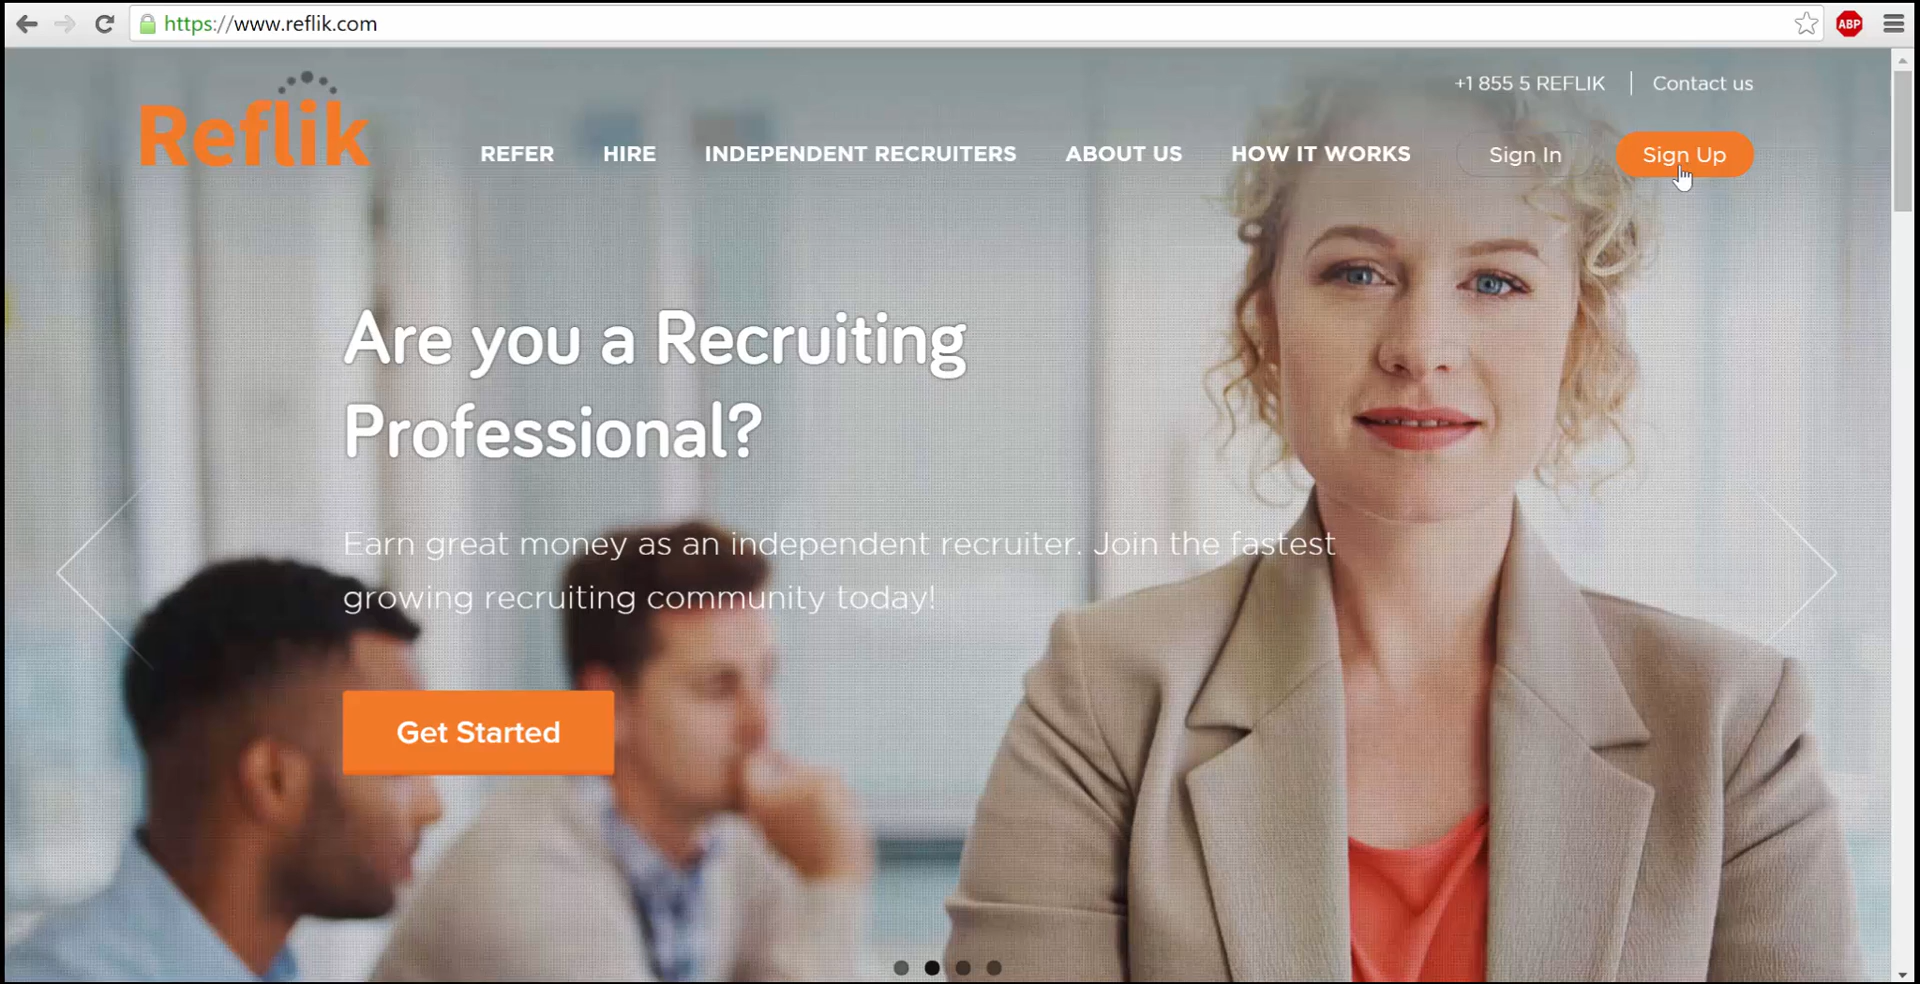 https://www.reflik.com
ABP
+1 855 5 REFLIK
Contact us
Reflik
REFER
HIRE
INDEPENDENT RECRUITERS
ABOUT US
HOW IT WORKS
Sign In
Sign Up
Are you a Recruiting
Professional?
Earn great money as an independent recruiter. Join the fastest
growing recruiting community today!
Get Started